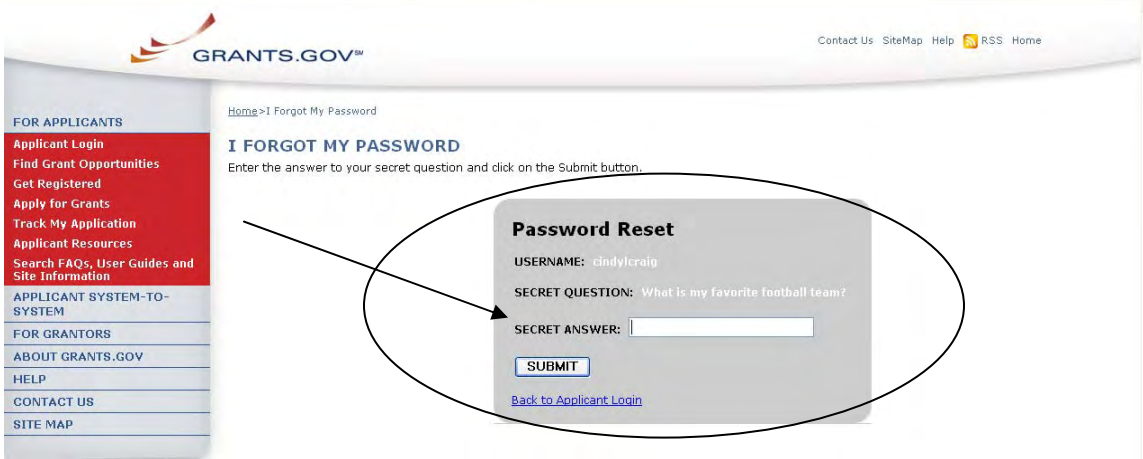 GRANTS.GOV℠
Contact Us SiteMap Help RSS Home
FOR APPLICANTS
Applicant Login
Find Grant Opportunities
Get Registered
Apply for Grants
Track My Application
Applicant Resources
Search FAQs, User Guides and
Site Information
APPLICANT SYSTEM-TO-
SYSTEM
FOR GRANTORS
ABOUT GRANTS.GOV
HELP
CONTACT US
SITE MAP
Home>I Forgot My Password
I FORGOT MY PASSWORD
Enter the answer to your secret question and click on the Submit button.
Password Reset
USERNAME: cindylcraig
SECRET QUESTION: What is my favorite football team?
SECRET ANSWER:
SUBMIT
Back to Applicant Login